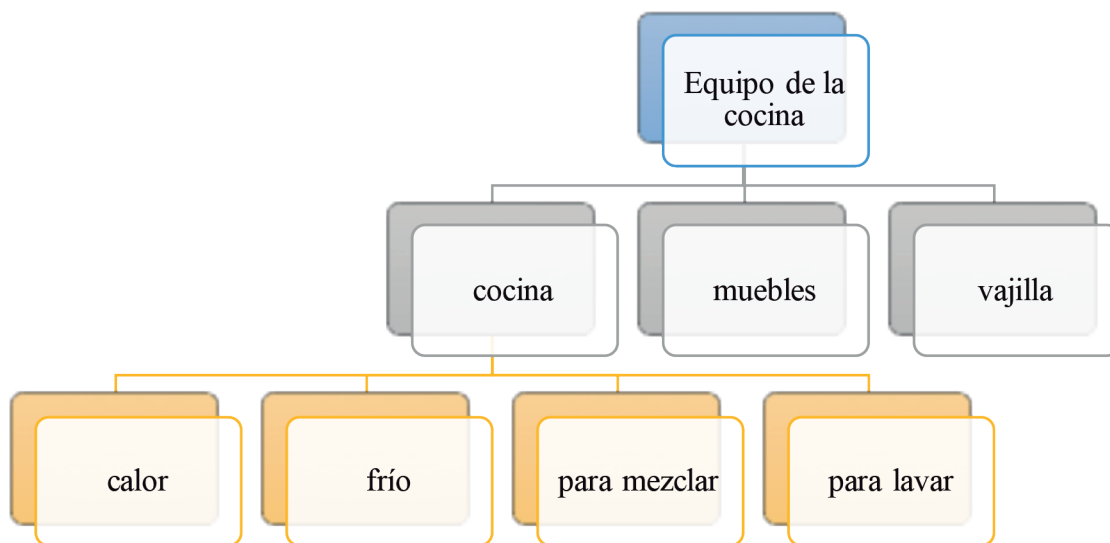 Equipo de la
cocina
cocina
muebles
vajilla
calor
frío
para mezclar
para lavar